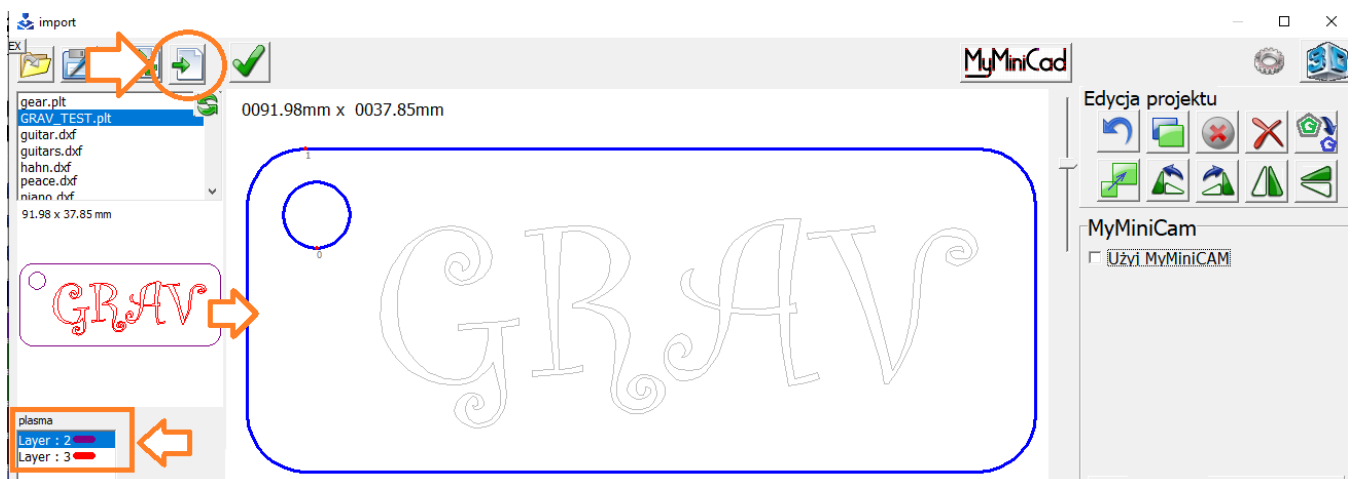 import
EX
MyMiniCad
3D
gear.plt
GRAV_TEST.plt
guitar.dxf
guitars.dxf
hahn.dxf
peace.dxf
piano.dxf
91.98 x 37.85 mm
GRAV
plasma
Layer : 2
Layer : 3
0091.98mm x 0037.85mm
1
0
GRAV
Edycja projektu
G
G
MyMiniCam
Użyj MyMiniCAM